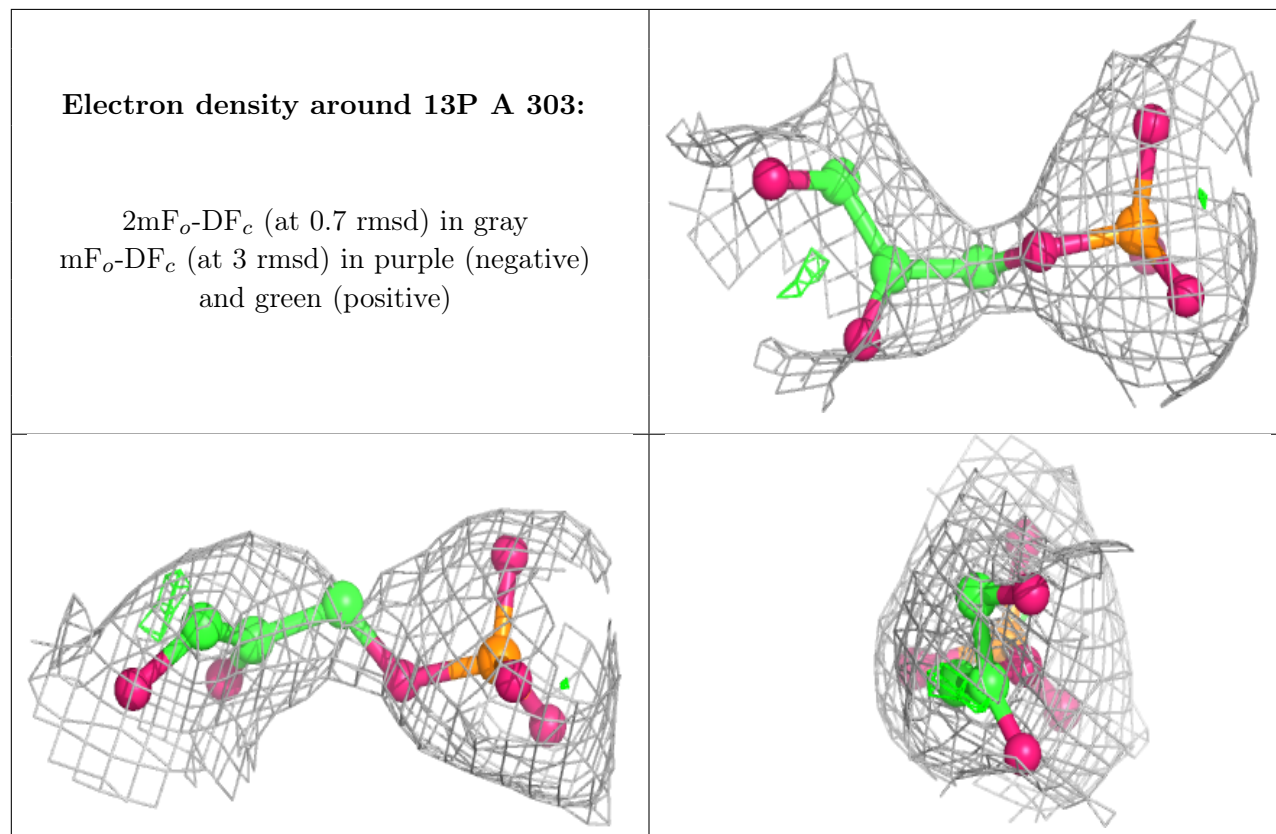 Electron density around 13P A 303:
2mFₒ-DF𝒸 (at 0.7 rmsd) in gray
mFₒ-DF𝒸 (at 3 rmsd) in purple (negative)
and green (positive)